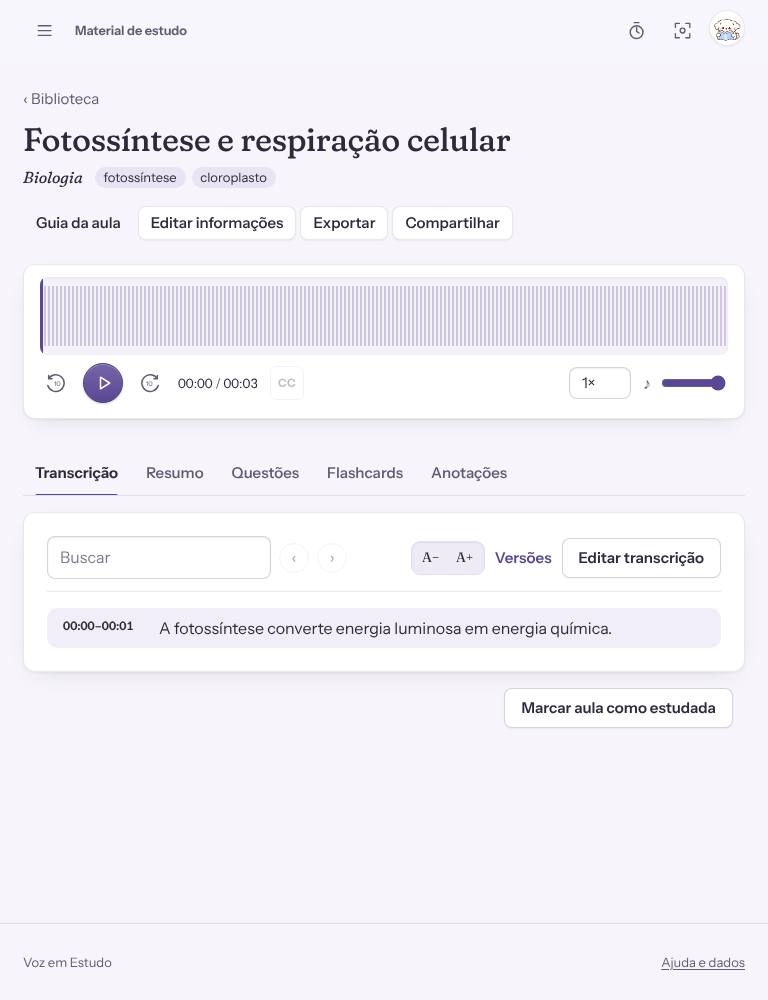 Material de estudo
‹ Biblioteca
Fotossíntese e respiração celular
Biologia fotossíntese cloroplasto
Guia da aula Editar informações Exportar Compartilhar
10 10 00:00 / 00:03 CC 1× ♪
Transcrição Resumo Questões Flashcards Anotações
Buscar ‹ › A− A+ Versões Editar transcrição
00:00–00:01 A fotossíntese converte energia luminosa em energia química.
Marcar aula como estudada
Voz em Estudo Ajuda e dados